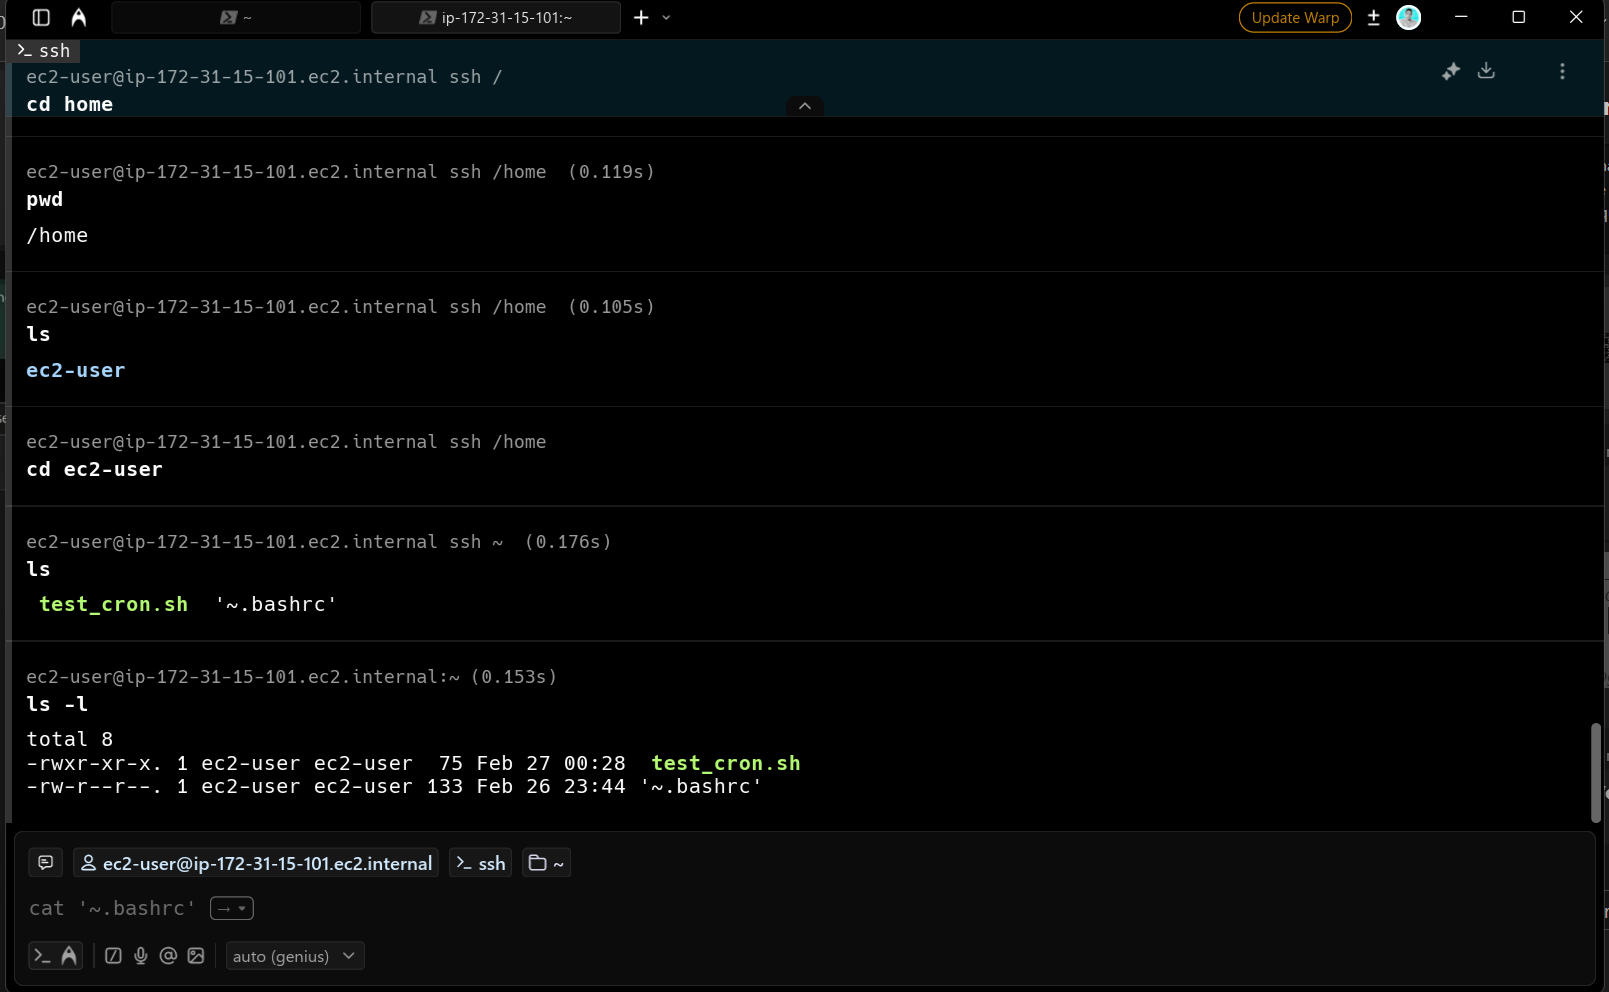 ~
ip-172-31-15-101:~
Update Warp
ssh
ec2-user@ip-172-31-15-101.ec2.internal ssh /
cd home
ec2-user@ip-172-31-15-101.ec2.internal ssh /home (0.119s)
pwd
/home
ec2-user@ip-172-31-15-101.ec2.internal ssh /home (0.105s)
ls
ec2-user
ec2-user@ip-172-31-15-101.ec2.internal ssh /home
cd ec2-user
ec2-user@ip-172-31-15-101.ec2.internal ssh ~ (0.176s)
ls
test_cron.sh '~.bashrc'
ec2-user@ip-172-31-15-101.ec2.internal:~ (0.153s)
ls -l
total 8
-rwxr-xr-x. 1 ec2-user ec2-user 75 Feb 27 00:28 test_cron.sh
-rw-r--r--. 1 ec2-user ec2-user 133 Feb 26 23:44 '~.bashrc'
ec2-user@ip-172-31-15-101.ec2.internal ssh ~
cat '~.bashrc'
auto (genius)